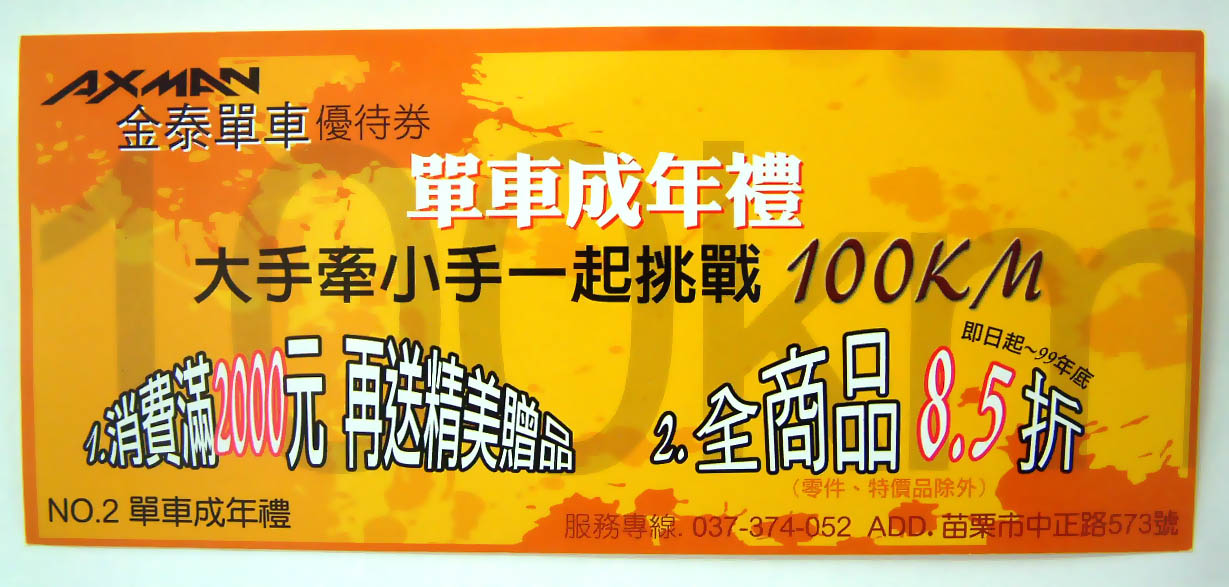 AXMAN
金泰單車優待券
單車成年禮
大手牽小手一起挑戰 100KM
100km
即日起~99年底
1.消費滿2000元 再送精美贈品
2.全商品8.5折
(零件、特價品除外)
NO.2 單車成年禮
服務專線. 037-374-052 ADD. 苗栗市中正路573號